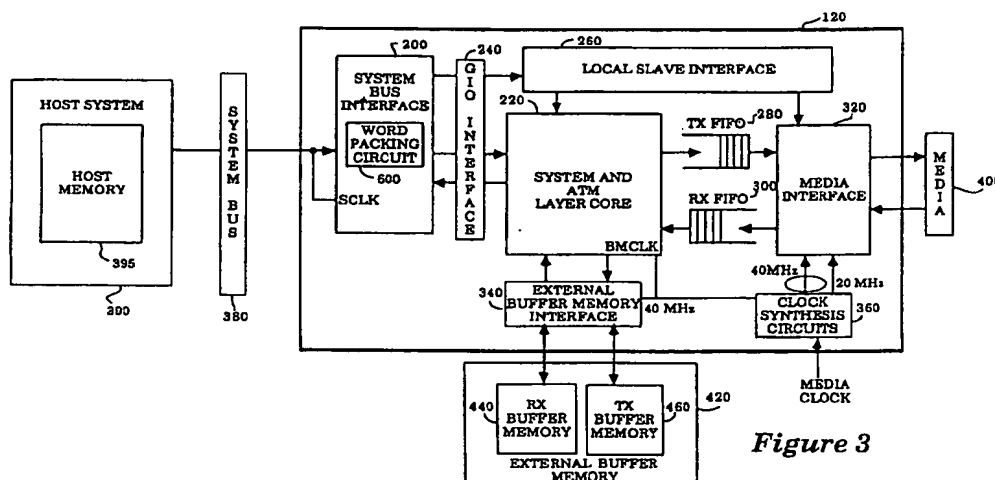 120
HOST SYSTEM
HOST
MEMORY
395
SYSTEM BUS
380
200
SYSTEM
BUS
INTERFACE
WORD
PACKING
CIRCUIT
600
SCLK
240
GIO INTERFACE
260
LOCAL SLAVE INTERFACE
220
SYSTEM AND
ATM
LAYER CORE
BMCLK
TX FIFO
280
RX FIFO
300
320
MEDIA
INTERFACE
MEDIA
40MHz
20 MHz
340
EXTERNAL
BUFFER MEMORY
INTERFACE
40 MHz
CLOCK
SYNTHESIS
CIRCUITS
360
MEDIA
CLOCK
440
RX
BUFFER
MEMORY
TX
BUFFER
MEMORY
460
420
EXTERNAL BUFFER
MEMORY
Figure 3